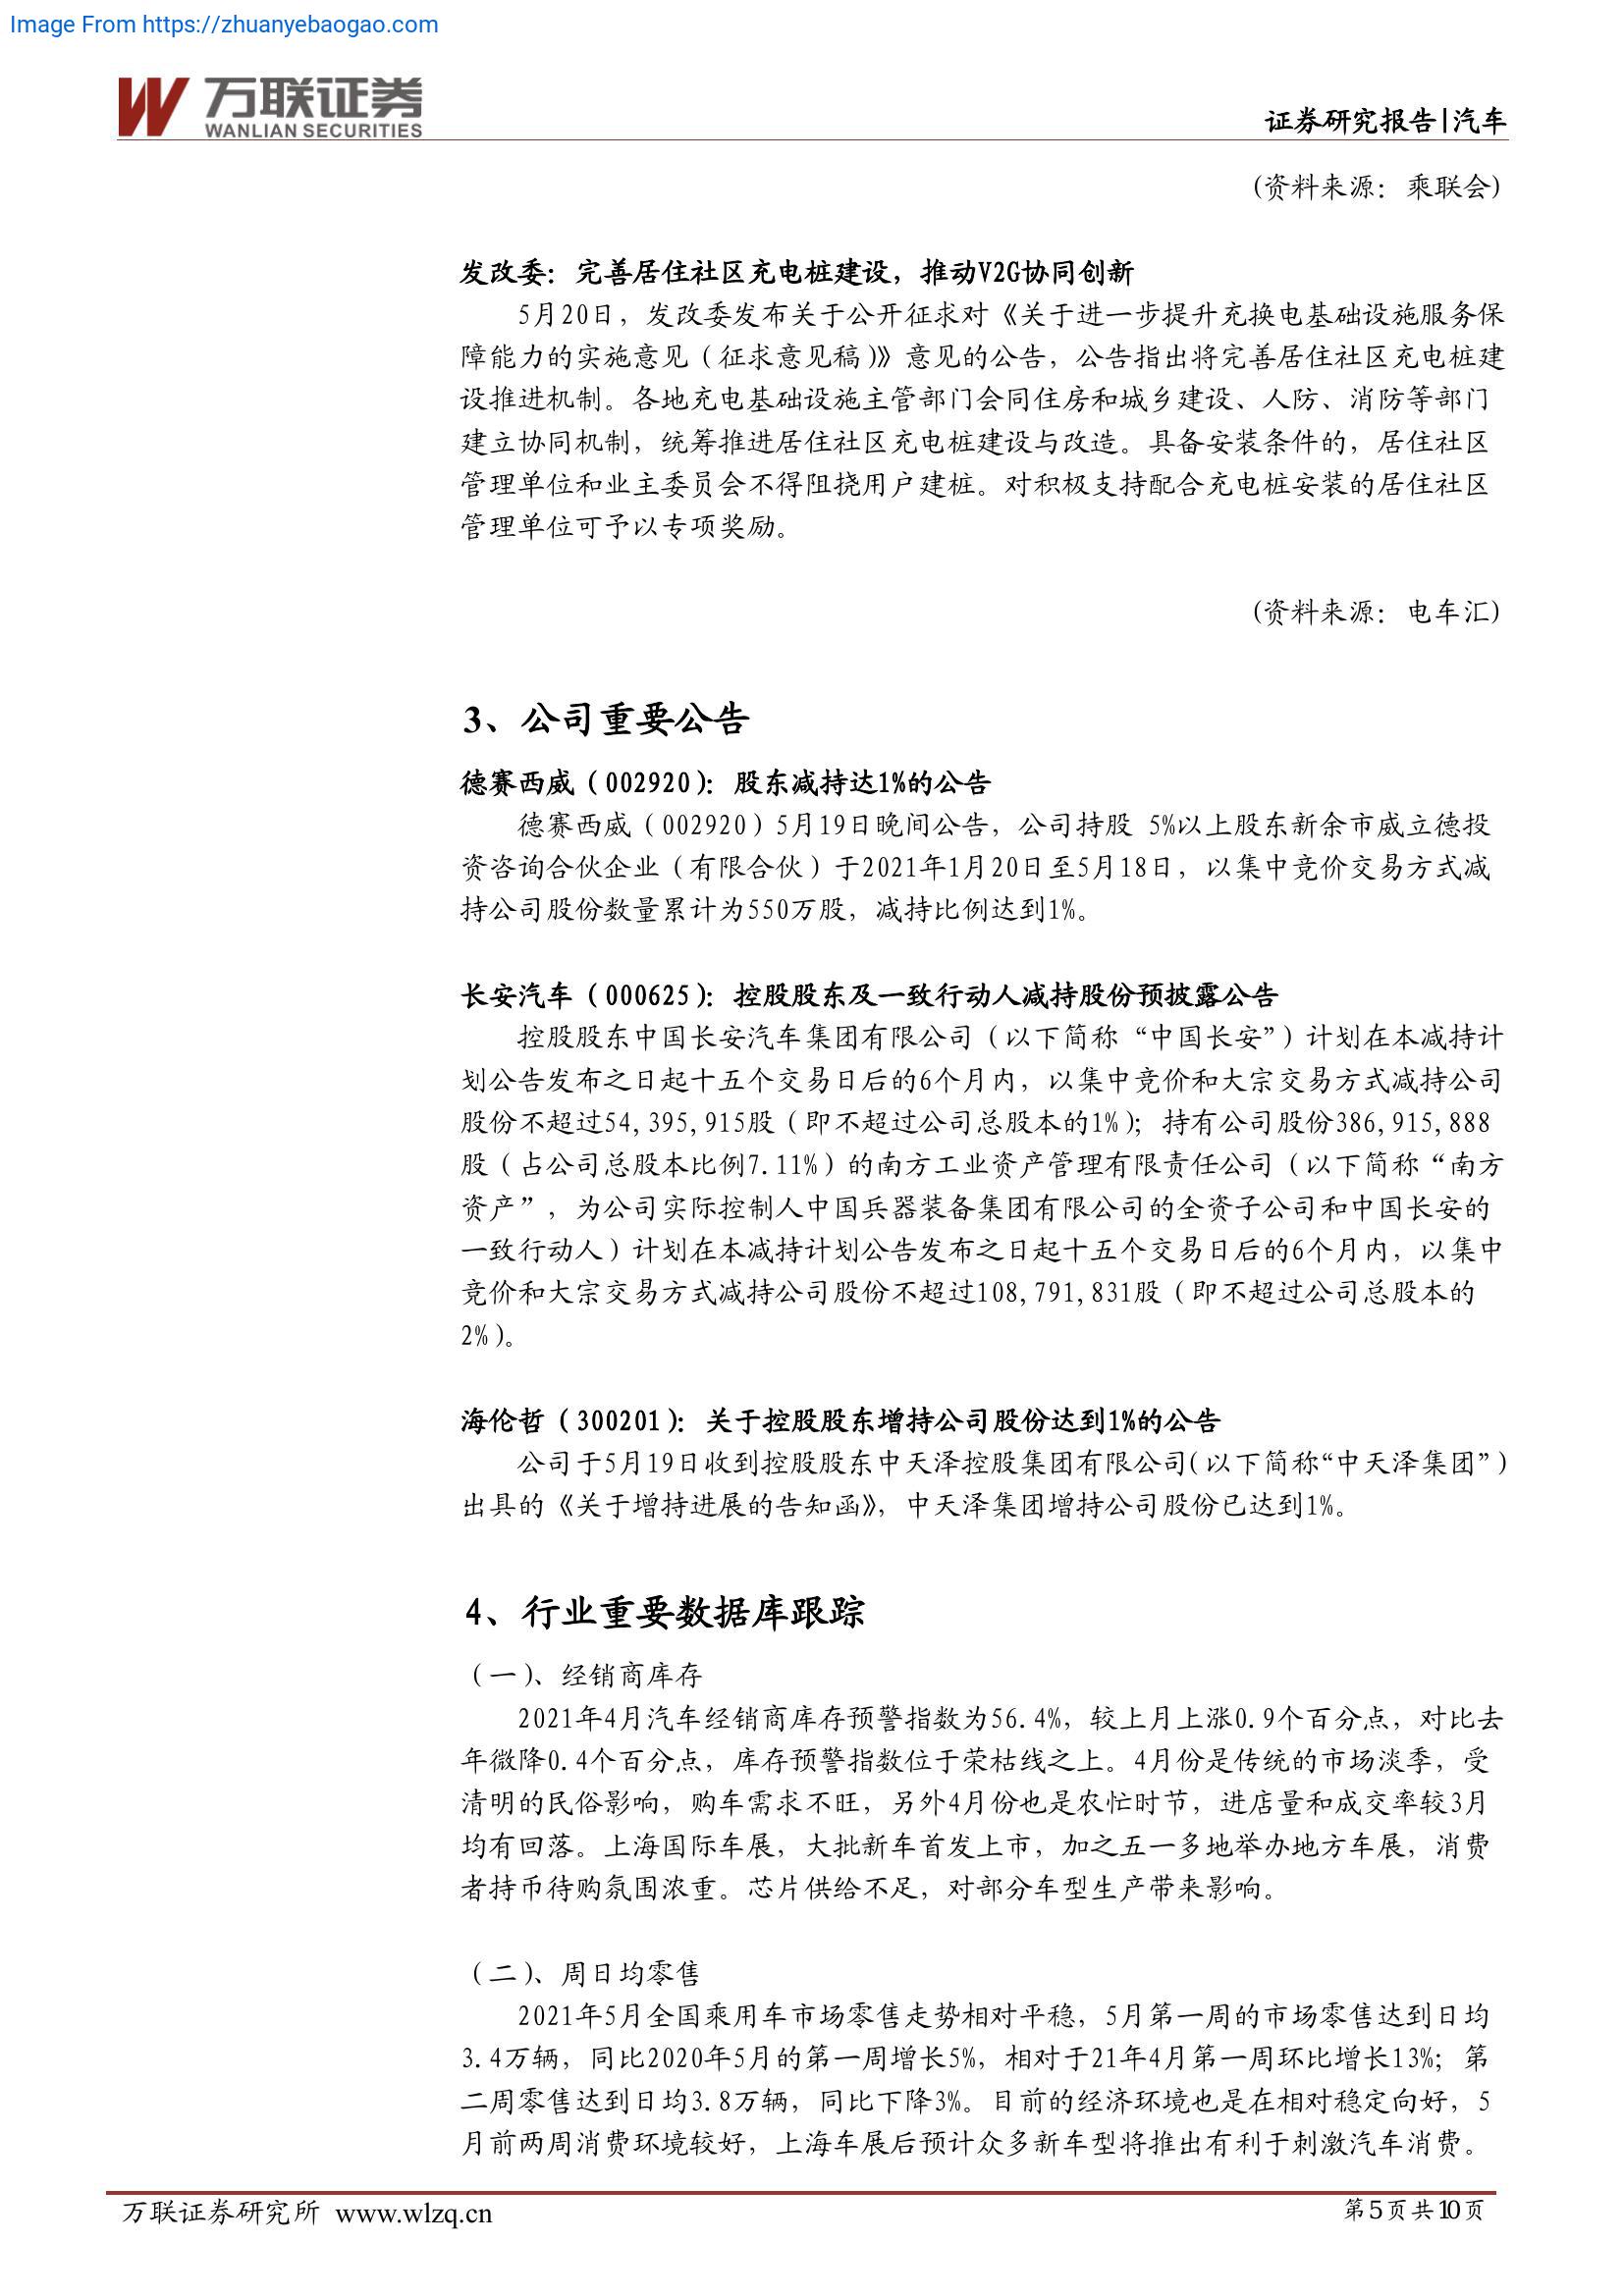 Image From https://zhuanyebaogao.com
万联证券
WANLIAN SECURITIES
证券研究报告|汽车
(资料来源：乘联会)
发改委：完善居住社区充电桩建设，推动V2G协同创新
5月20日，发改委发布关于公开征求对《关于进一步提升充换电基础设施服务保
障能力的实施意见（征求意见稿）》意见的公告，公告指出将完善居住社区充电桩建
设推进机制。各地充电基础设施主管部门会同住房和城乡建设、人防、消防等部门
建立协同机制，统筹推进居住社区充电桩建设与改造。具备安装条件的，居住社区
管理单位和业主委员会不得阻挠用户建桩。对积极支持配合充电桩安装的居住社区
管理单位可予以专项奖励。
(资料来源：电车汇)
3、公司重要公告
德赛西威（002920）：股东减持达1%的公告
德赛西威（002920）5月19日晚间公告，公司持股 5%以上股东新余市威立德投
资咨询合伙企业（有限合伙）于2021年1月20日至5月18日，以集中竞价交易方式减
持公司股份数量累计为550万股，减持比例达到1%。
长安汽车（000625）：控股股东及一致行动人减持股份预披露公告
控股股东中国长安汽车集团有限公司（以下简称“中国长安”）计划在本减持计
划公告发布之日起十五个交易日后的6个月内，以集中竞价和大宗交易方式减持公司
股份不超过54,395,915股（即不超过公司总股本的1%）；持有公司股份386,915,888
股（占公司总股本比例7.11%）的南方工业资产管理有限责任公司（以下简称“南方
资产”，为公司实际控制人中国兵器装备集团有限公司的全资子公司和中国长安的
一致行动人）计划在本减持计划公告发布之日起十五个交易日后的6个月内，以集中
竞价和大宗交易方式减持公司股份不超过108,791,831股（即不超过公司总股本的
2%）。
海伦哲（300201）：关于控股股东增持公司股份达到1%的公告
公司于5月19日收到控股股东中天泽控股集团有限公司(以下简称“中天泽集团”)
出具的《关于增持进展的告知函》，中天泽集团增持公司股份已达到1%。
4、行业重要数据库跟踪
（一）、经销商库存
2021年4月汽车经销商库存预警指数为56.4%，较上月上涨0.9个百分点，对比去
年微降0.4个百分点，库存预警指数位于荣枯线之上。4月份是传统的市场淡季，受
清明的民俗影响，购车需求不旺，另外4月份也是农忙时节，进店量和成交率较3月
均有回落。上海国际车展，大批新车首发上市，加之五一多地举办地方车展，消费
者持币待购氛围浓重。芯片供给不足，对部分车型生产带来影响。
（二）、周日均零售
2021年5月全国乘用车市场零售走势相对平稳，5月第一周的市场零售达到日均
3.4万辆，同比2020年5月的第一周增长5%，相对于21年4月第一周环比增长13%；第
二周零售达到日均3.8万辆，同比下降3%。目前的经济环境也是在相对稳定向好，5
月前两周消费环境较好，上海车展后预计众多新车型将推出有利于刺激汽车消费。
万联证券研究所 www.wlzq.cn
第5页共10页